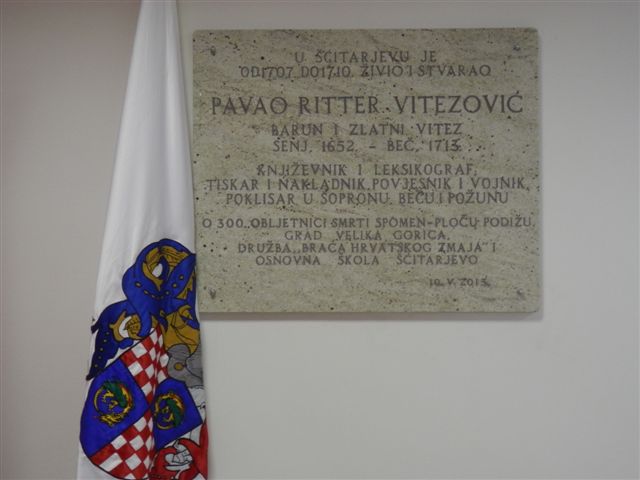 U ŠĆITARJEVU JE
OD 1707. DO 1710. ŽIVIO I STVARAO
PAVAO RITTER VITEZOVIĆ
BARUN I ZLATNI VITEZ
SENJ, 1652. - BEČ, 1713.
KNJIŽEVNIK I LEKSIKOGRAF,
TISKAR I NAKLADNIK, POVJESNIK I VOJNIK,
POKLISAR U ŠOPRONU, BEČU I POŽUNU
O 300. OBLJETNICI SMRTI SPOMEN-PLOČU PODIŽU
GRAD VELIKA GORICA,
DRUŽBA „BRAĆA HRVATSKOG ZMAJA" I
OSNOVNA ŠKOLA ŠĆITARJEVO
10. V. 2013.